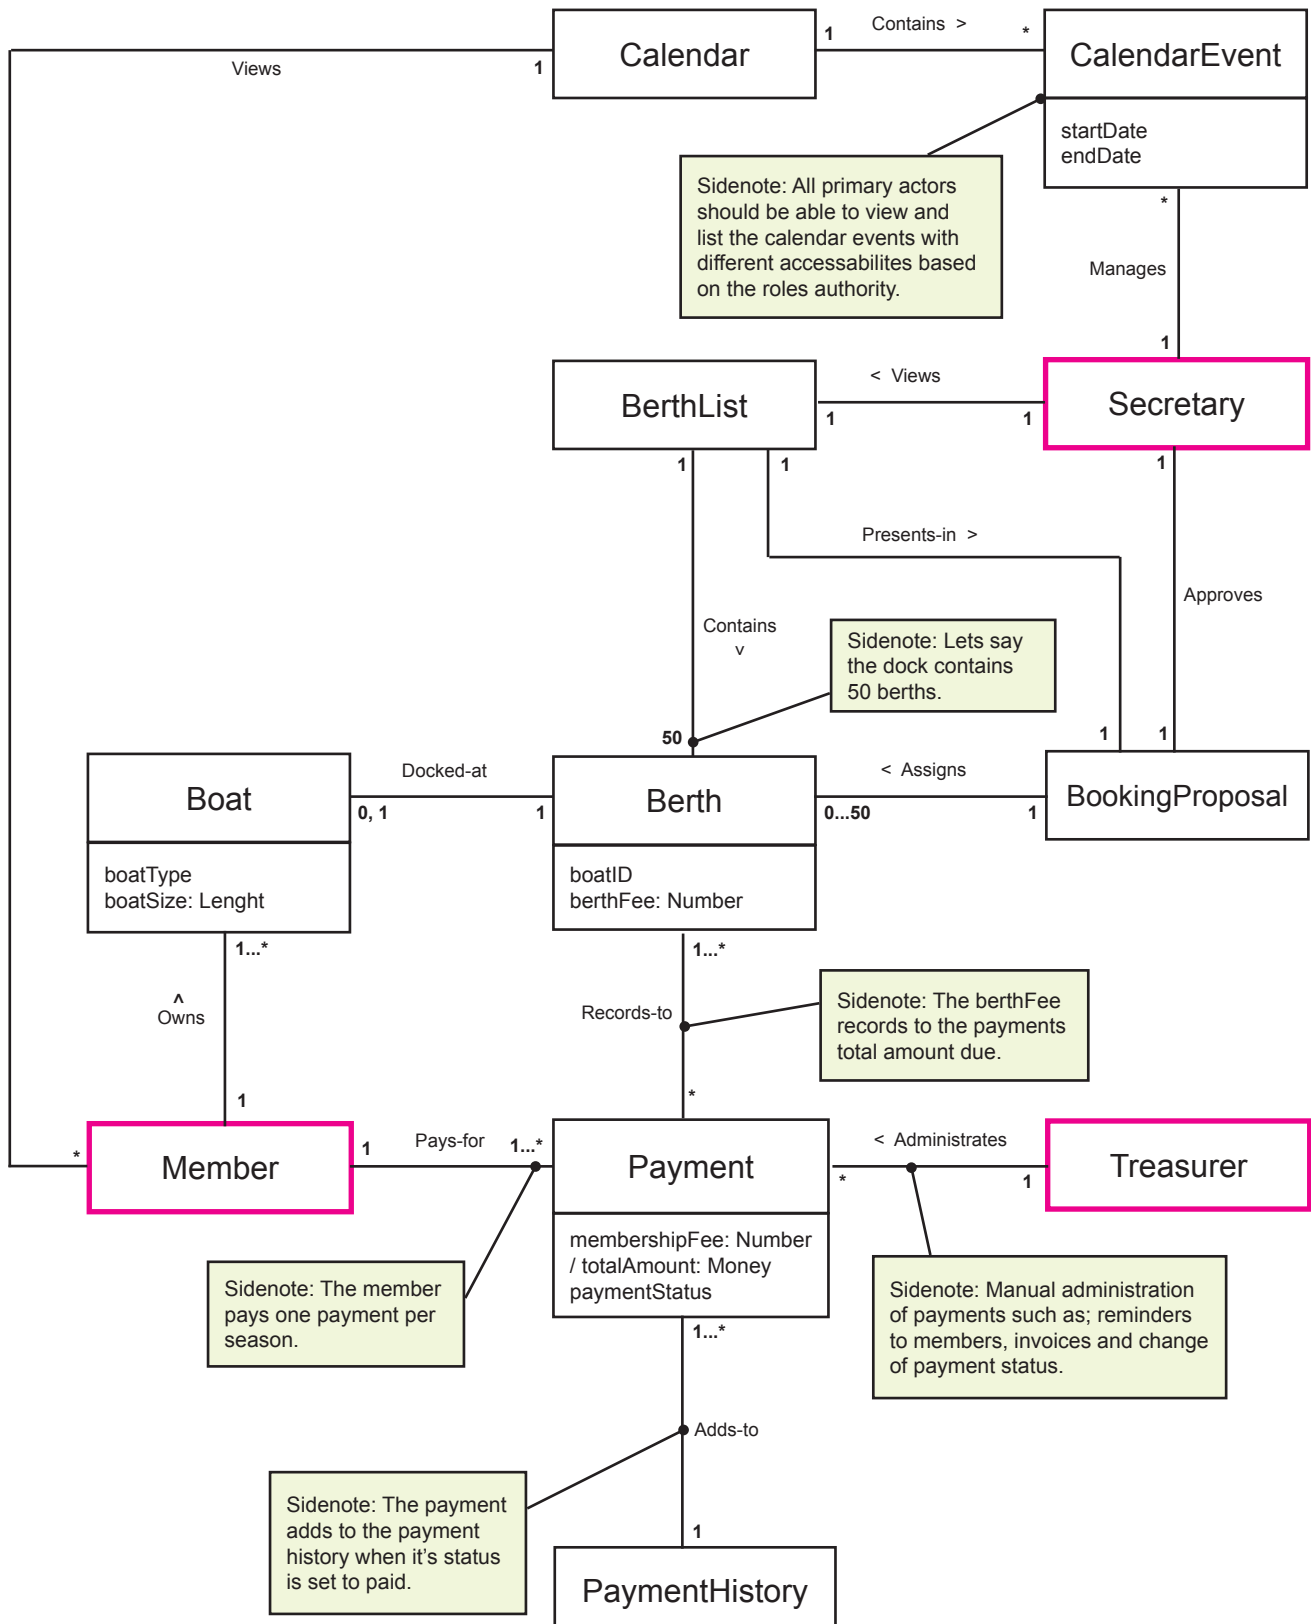 Contains >
1
*
Calendar
CalendarEvent
Views
1
startDate
endDate
Sidenote: All primary actors
should be able to view and
list the calendar events with
different accessabilites based
on the roles authority.
*
Manages
1
< Views
BerthList
Secretary
1
1
1
1
1
Presents-in >
Approves
Contains
v
Sidenote: Lets say
the dock contains
50 berths.
50
1
1
Docked-at
< Assigns
Boat
Berth
BookingProposal
0, 1
1
0...50
1
boatType
boatSize: Lenght
boatID
berthFee: Number
1...*
1...*
^
Owns
Records-to
Sidenote: The berthFee
records to the payments
total amount due.
1
*
*
1
Pays-for
1...*
< Administrates
Member
Payment
Treasurer
*
1
membershipFee: Number
/ totalAmount: Money
paymentStatus
Sidenote: The member
pays one payment per
season.
Sidenote: Manual administration
of payments such as; reminders
to members, invoices and change
of payment status.
1...*
Adds-to
Sidenote: The payment
adds to the payment
history when it's status
is set to paid.
1
PaymentHistory